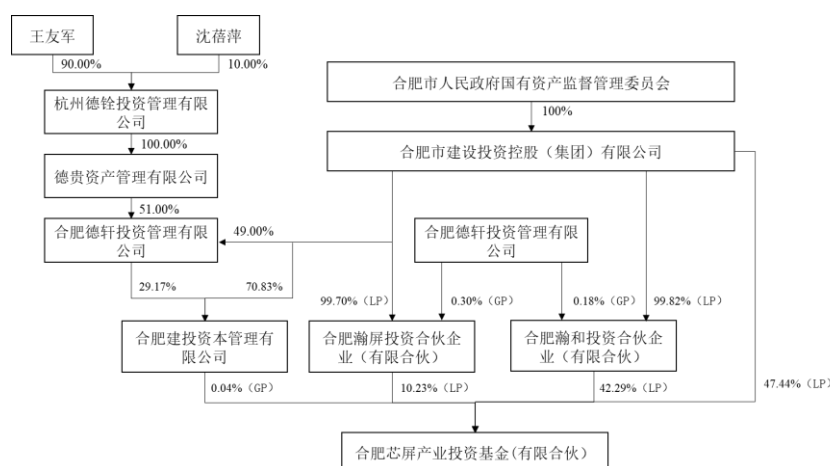 王友军
沈蓓萍
90.00%
10.00%
合肥市人民政府国有资产监督管理委员会
杭州德铨投资管理有限
公司
100%
100.00%
合肥市建设投资控股（集团）有限公司
德贵资产管理有限公司
51.00%
合肥德轩投资管理有限
公司
49.00%
合肥德轩投资管理有限
公司
29.17%
70.83%
99.70%（LP）
0.30%（GP）
0.18%（GP）
99.82%（LP）
合肥建投资本管理有
限公司
合肥瀚屏投资合伙企
业（有限合伙）
合肥瀚和投资合伙企
业（有限合伙）
0.04%（GP）
10.23%（LP）
42.29%（LP）
47.44%（LP）
合肥芯屏产业投资基金(有限合伙）